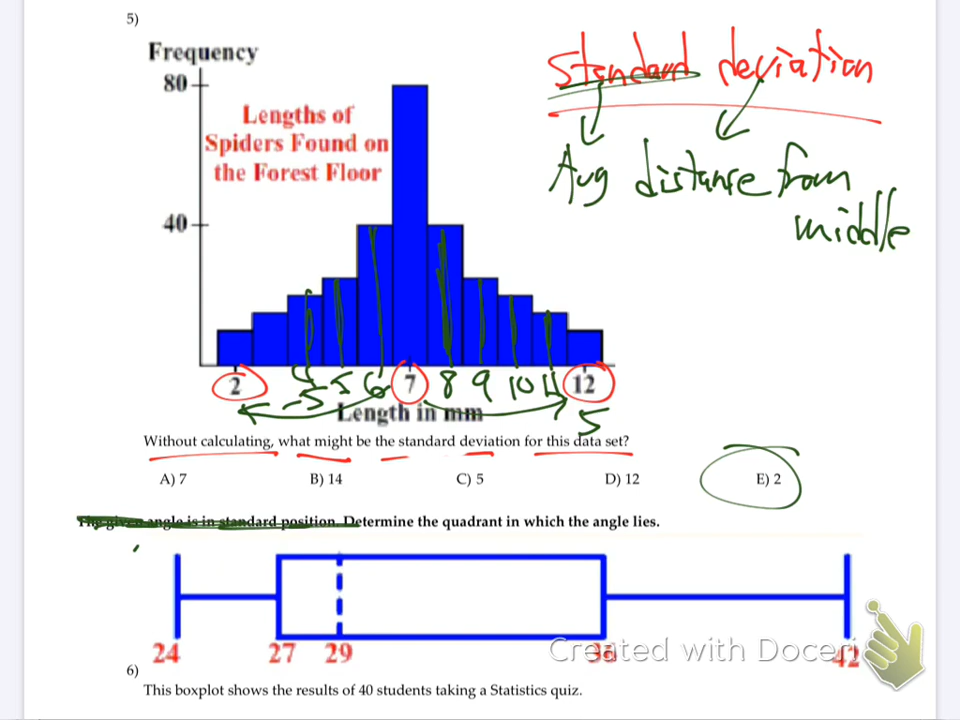 5)
Frequency
80
40
Lengths of
Spiders Found on
the Forest Floor
standard deviation
Avg distance from
middle
2 4 5 6 7 8 9 10 11 12
-5 5
Length in mm
Without calculating, what might be the standard deviation for this data set?
A) 7 B) 14 C) 5 D) 12 E) 2
The given angle is in standard position. Determine the quadrant in which the angle lies.
24 27 29 42
Created with Doceri
6)
This boxplot shows the results of 40 students taking a Statistics quiz.